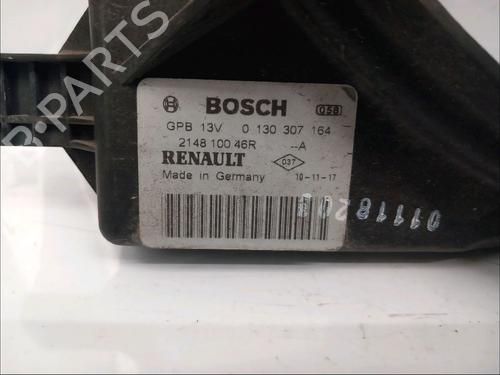 PARTS
BOSCH 058
GPB 13V 0 130 307 164
2148 100 46R --A
RENAULT 037
Made in Germany 10-11-17